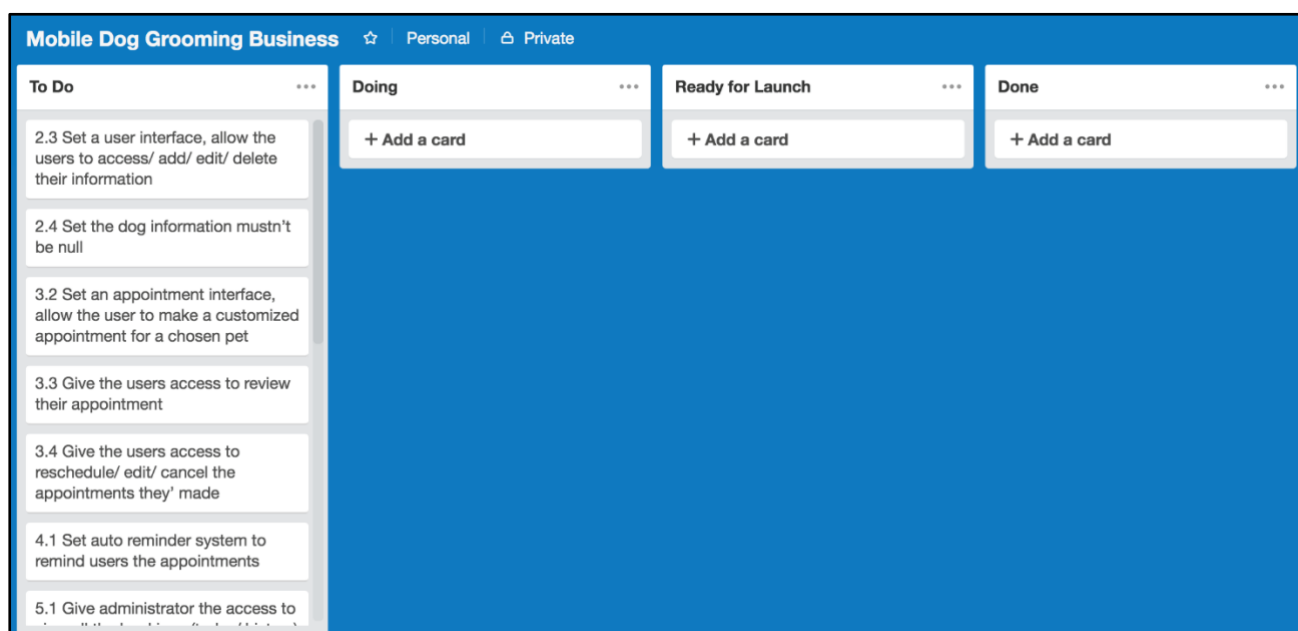 Mobile Dog Grooming Business ☆ Personal Private
To Do ... Doing ... Ready for Launch ... Done ...
2.3 Set a user interface, allow the
users to access/ add/ edit/ delete
their information
+ Add a card + Add a card + Add a card
2.4 Set the dog information mustn't
be null
3.2 Set an appointment interface,
allow the user to make a customized
appointment for a chosen pet
3.3 Give the users access to review
their appointment
3.4 Give the users access to
reschedule/ edit/ cancel the
appointments they' made
4.1 Set auto reminder system to
remind users the appointments
5.1 Give administrator the access to